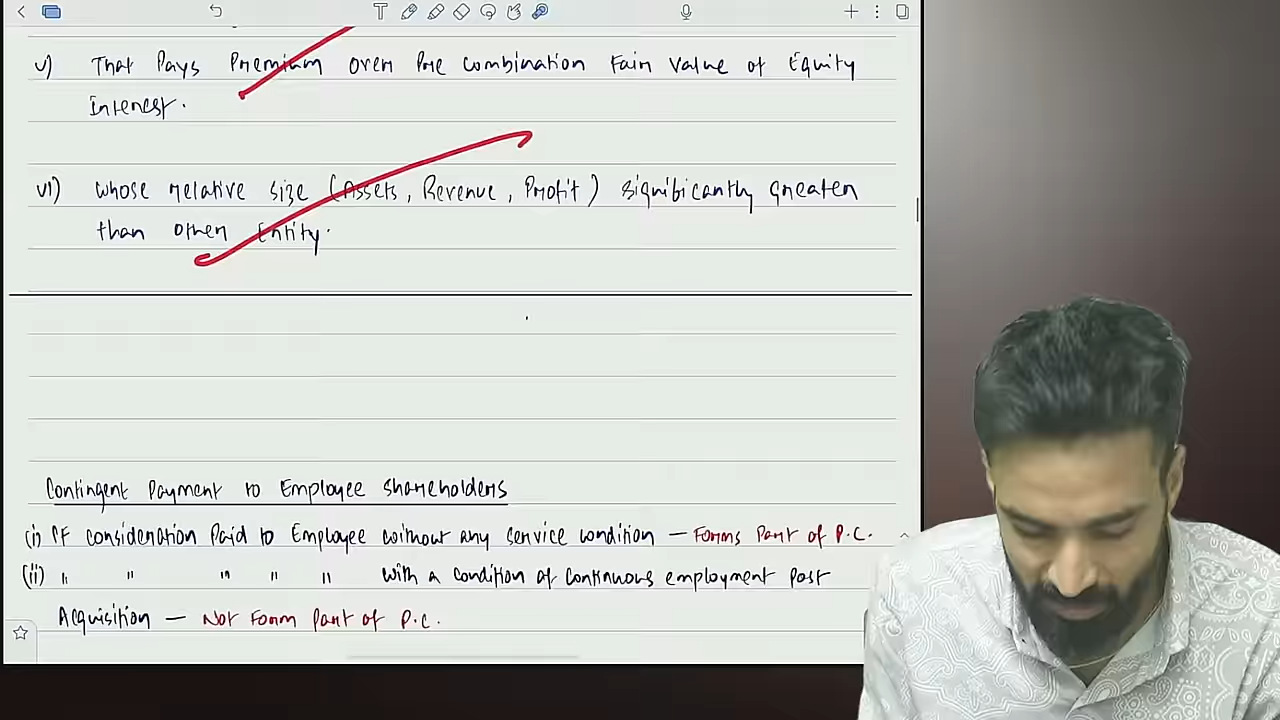 v) That Pays Premium over Pre combination Fair value of Equity
Interest.
vi) whose relative size (Assets, Revenue, Profit) significantly greater
than other Entity.
Contingent Payment to Employee shareholders
(i) If consideration Paid to Employee without any service condition — Forms Part of P.C.
(ii) " " " " " with a condition of continuous employment Post
Acquisition — Not Form Part of P.C.